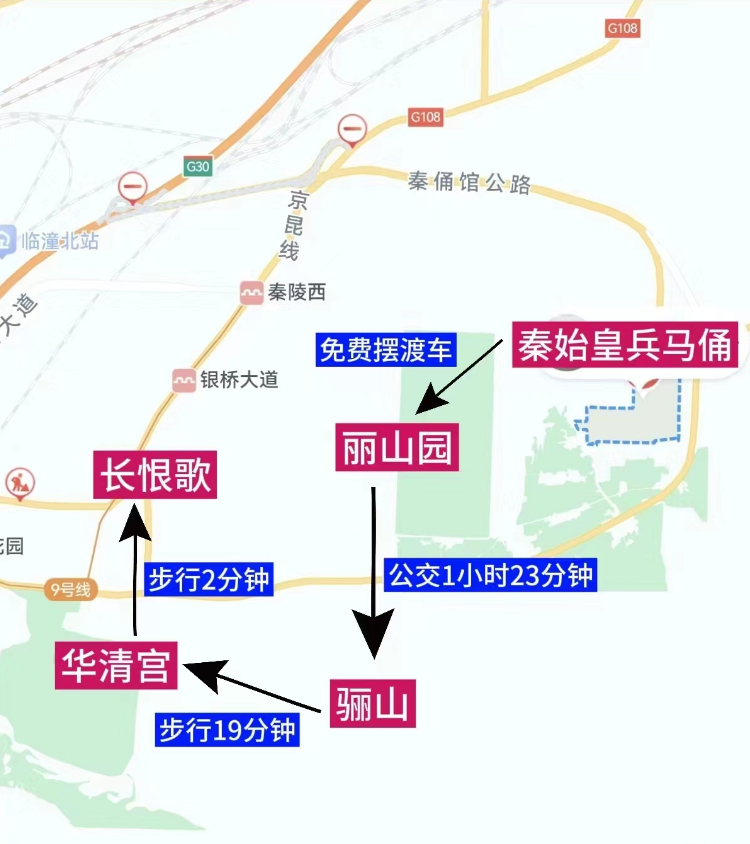 G108
G108
G30
秦俑馆公路
京昆线
临潼北站
秦陵西
大道
免费摆渡车
秦始皇兵马俑
银桥大道
丽山园
长恨歌
花园
步行2分钟
公交1小时23分钟
9号线
华清宫
骊山
步行19分钟